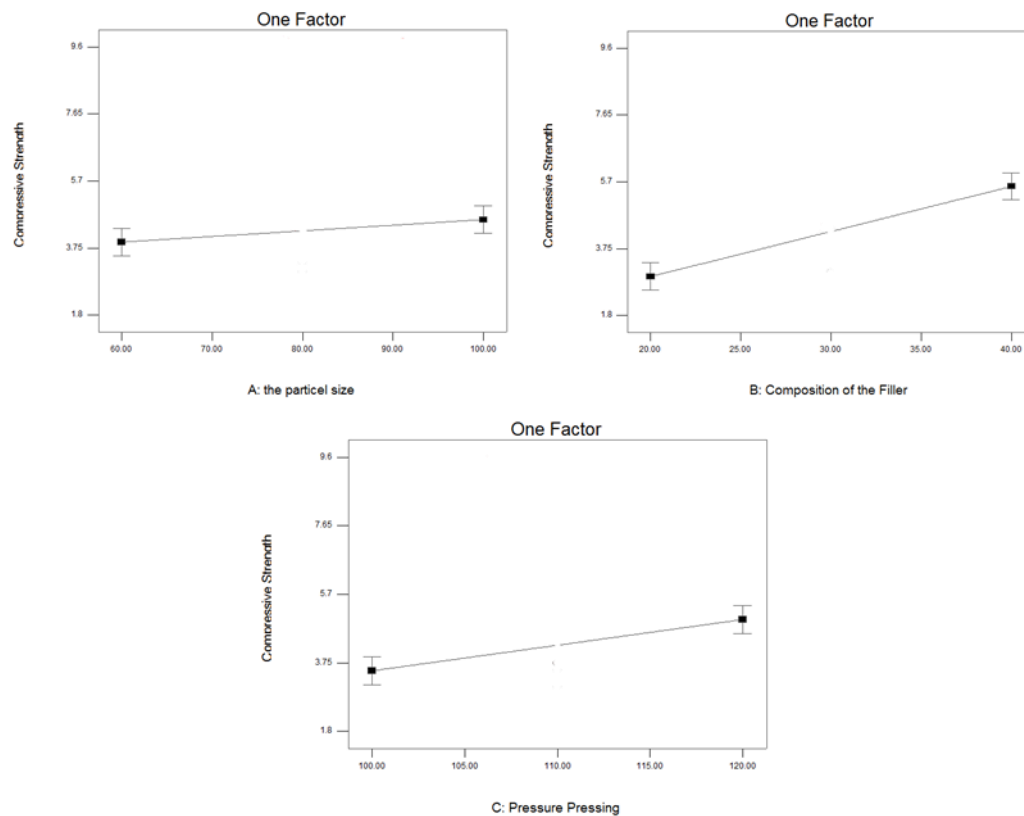 One Factor
9.6
7.65
5.7
3.75
1.8
Compressive Strength
60.00 70.00 80.00 90.00 100.00
A: the particel size
One Factor
9.6
7.65
5.7
3.75
1.8
Compressive Strength
20.00 25.00 30.00 35.00 40.00
B: Composition of the Filler
One Factor
9.6
7.65
5.7
3.75
1.8
Compressive Strength
100.00 105.00 110.00 115.00 120.00
C: Pressure Pressing